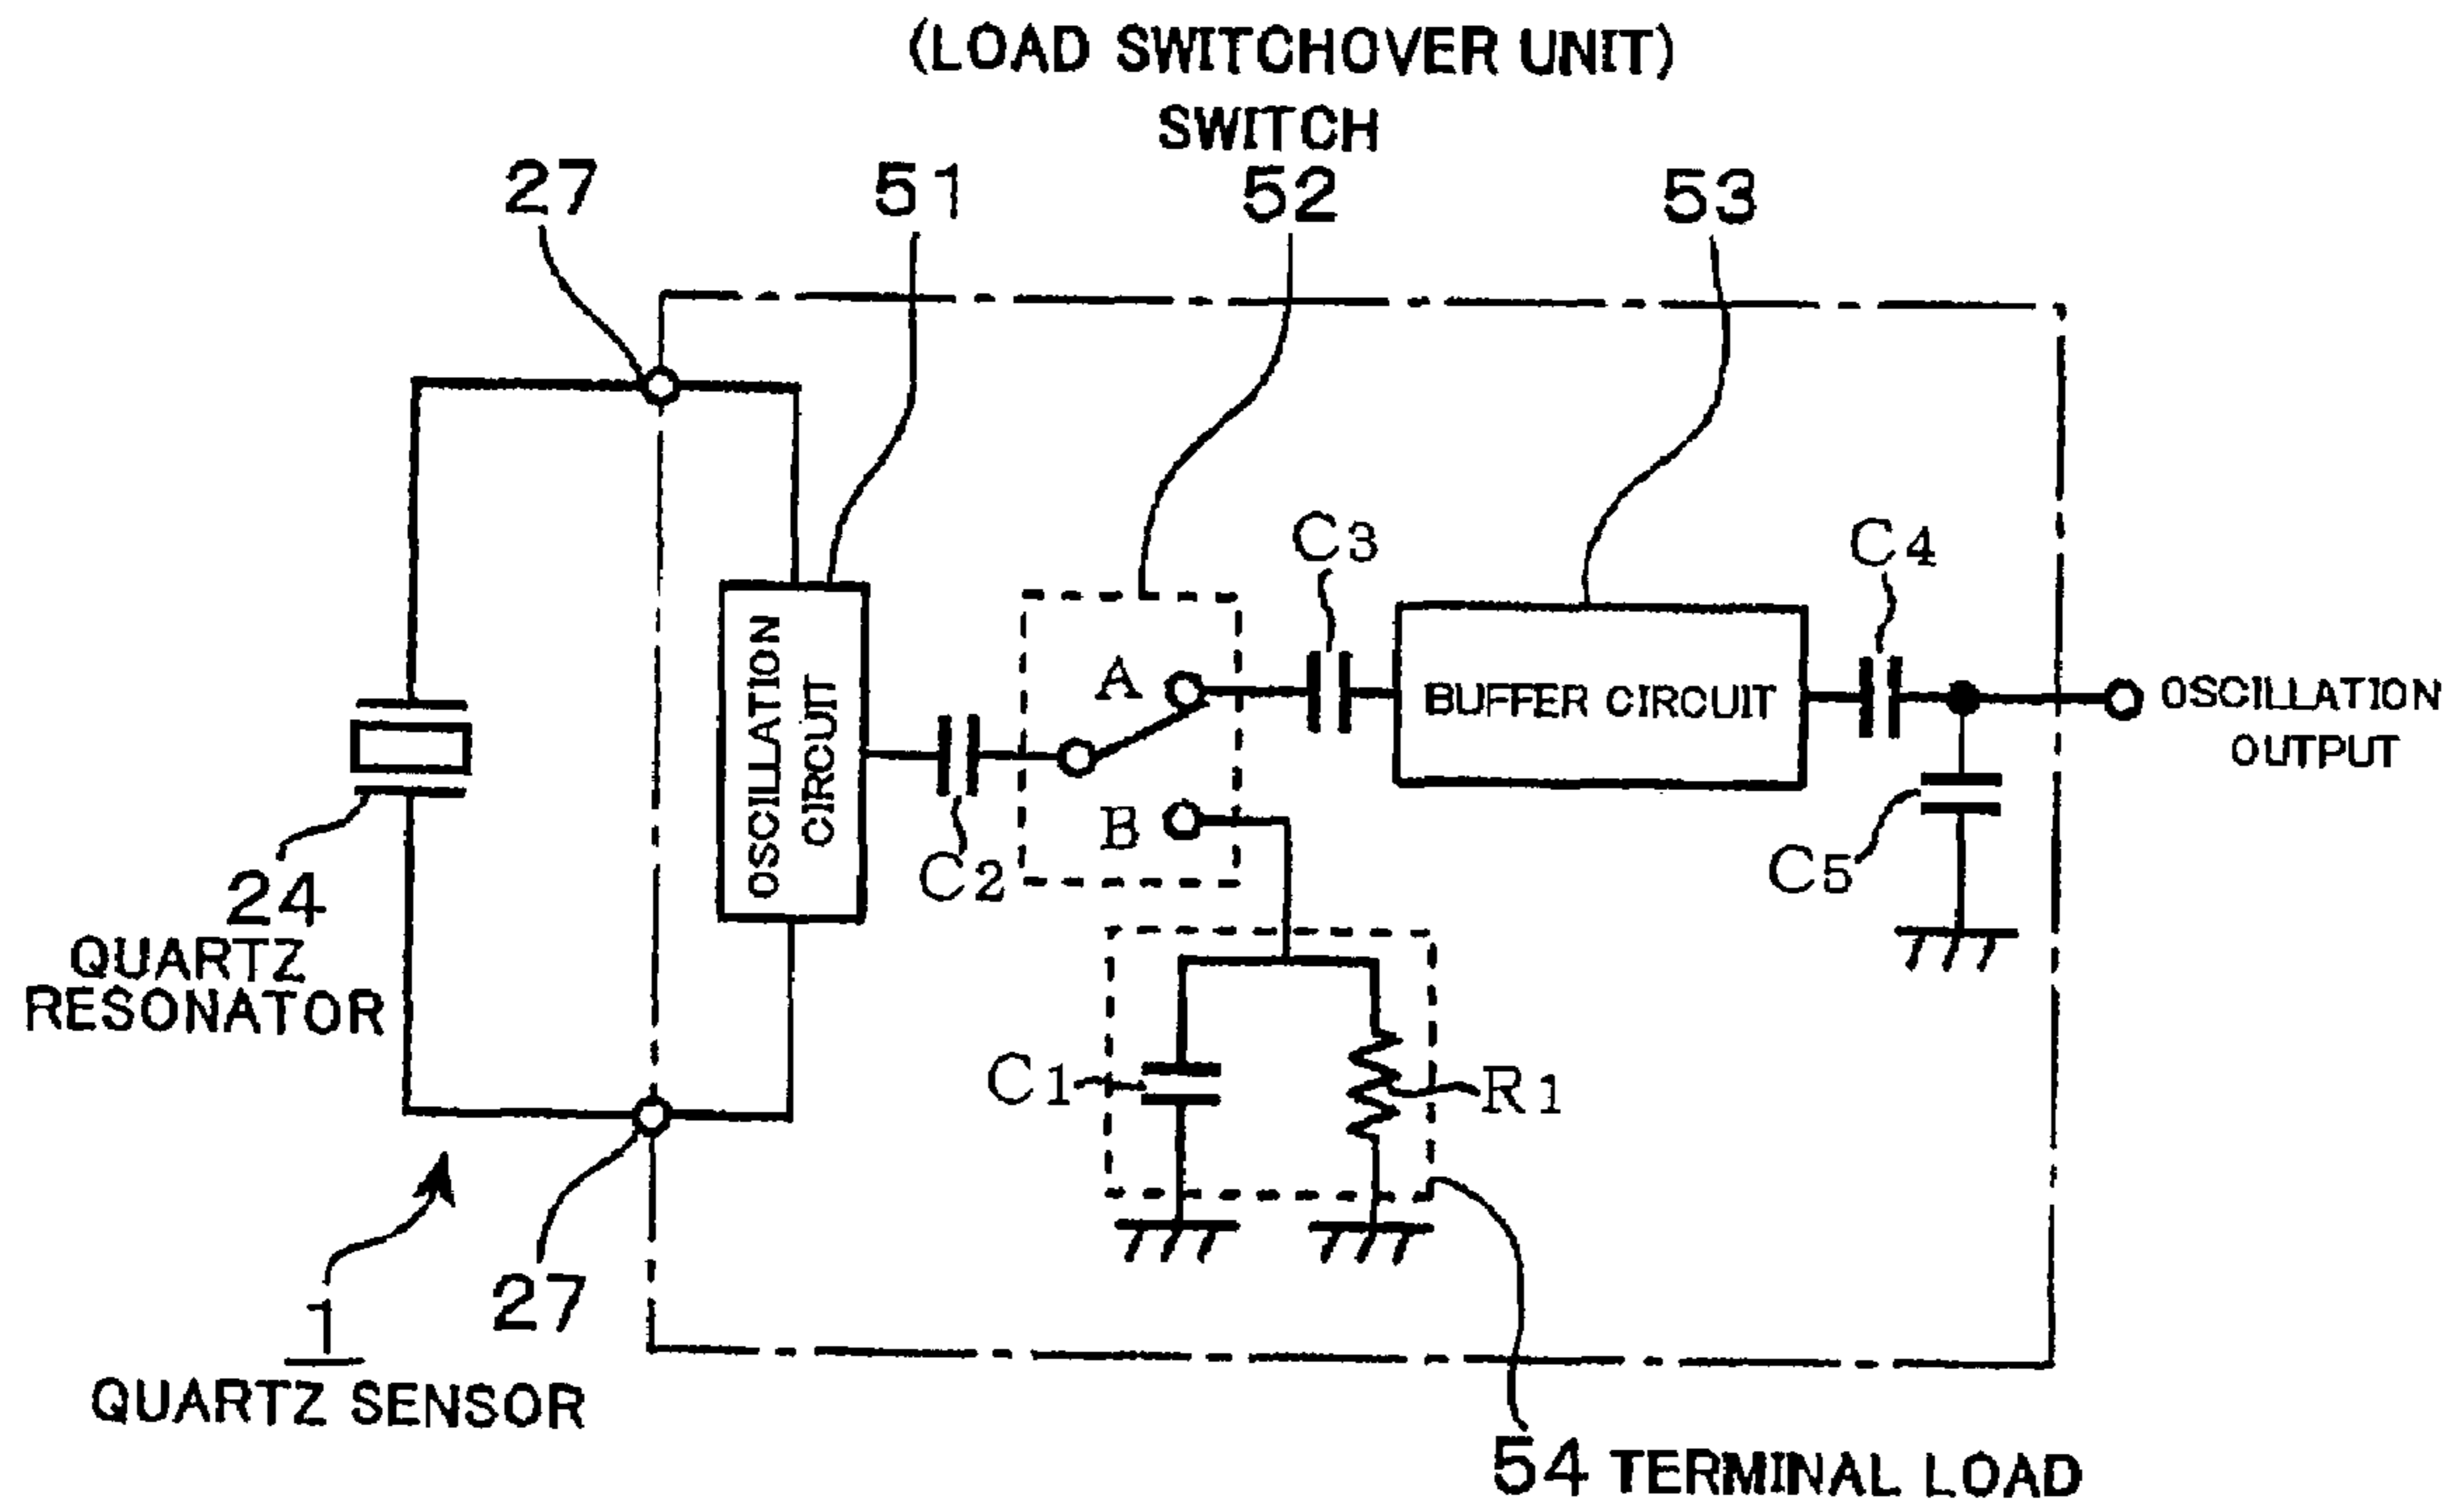 (LOAD SWITCHOVER UNIT)
SWITCH
27
51
52
53
C3
C4
OSCILLATION
CIRCUIT
A
BUFFER CIRCUIT
OSCILLATION
OUTPUT
B
C2
C5
24
QUARTZ
RESONATOR
C1
R1
27
1
QUARTZ SENSOR
54 TERMINAL LOAD